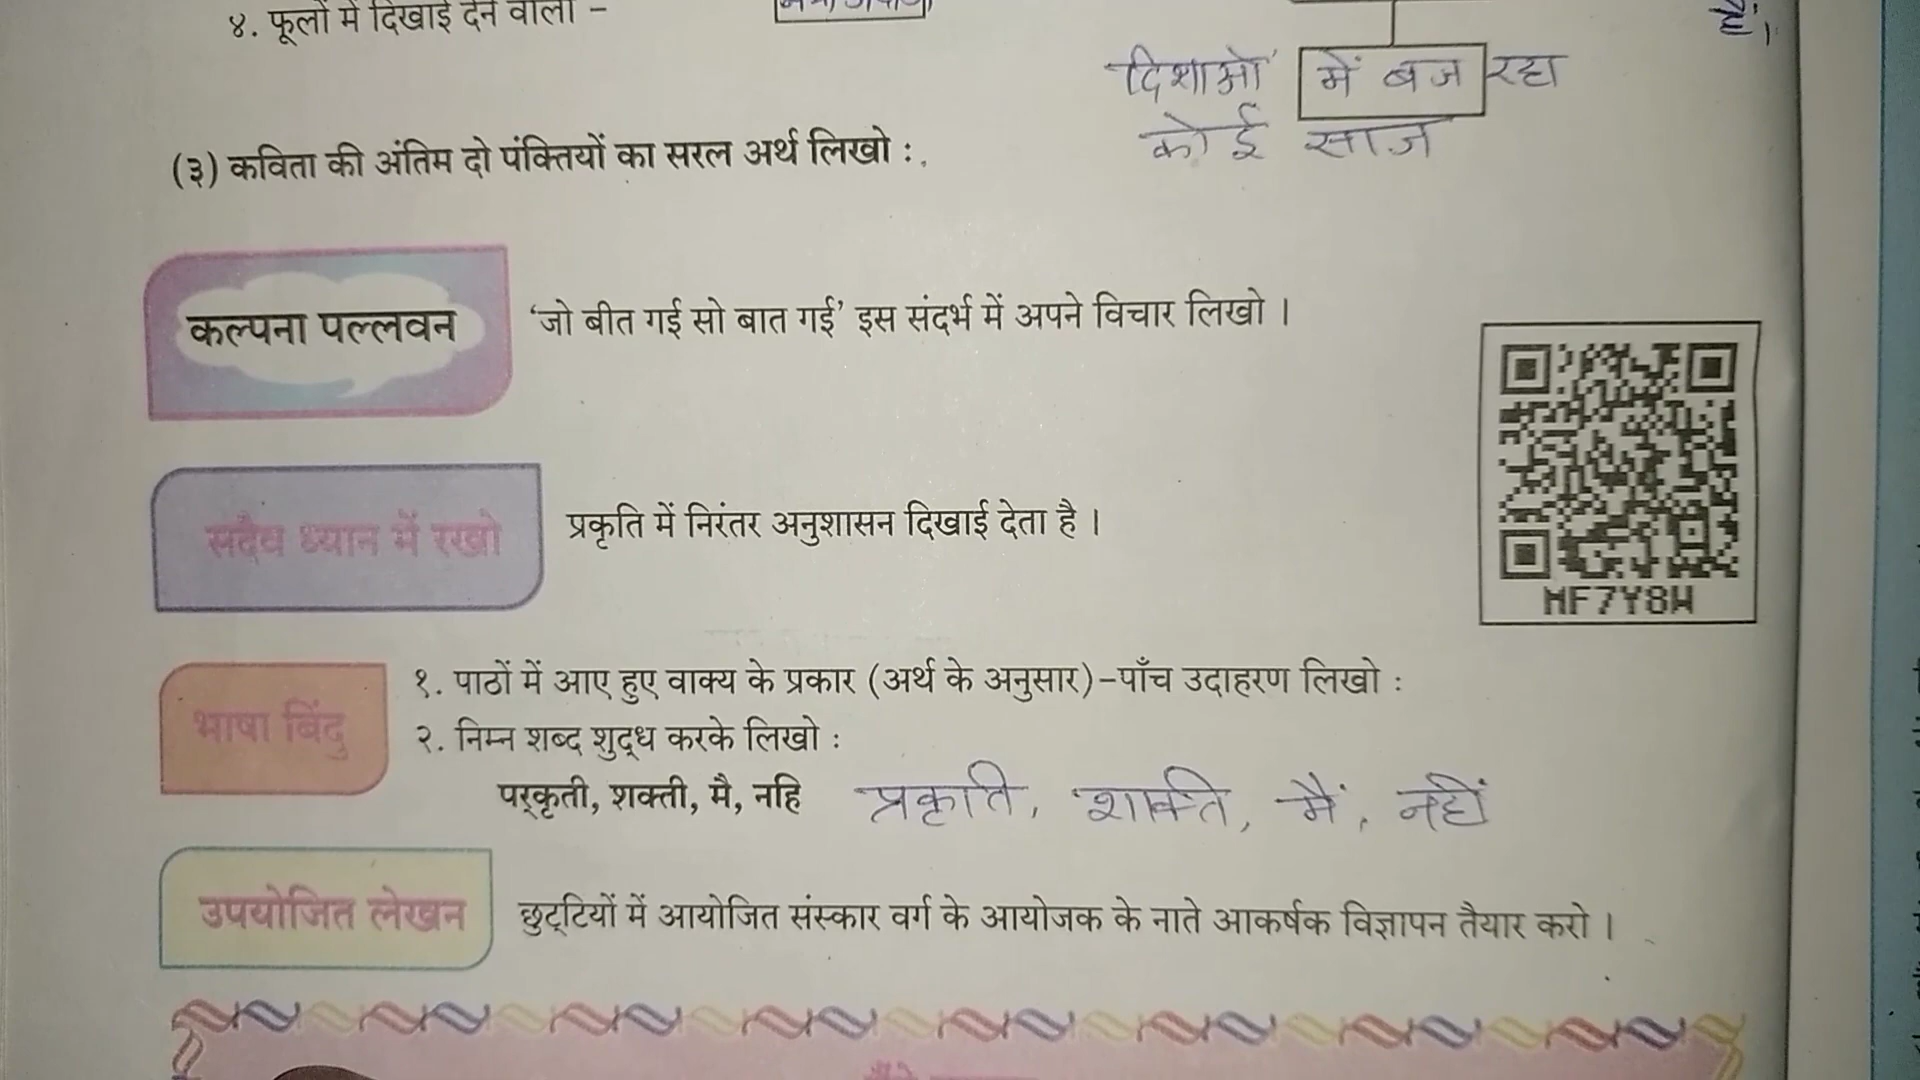 ४. फूलों में दिखाई देने वाली –
दिशाओं में बज रहा
कोई साज
है।
(३) कविता की अंतिम दो पंक्तियों का सरल अर्थ लिखो :
कल्पना पल्लवन
‘जो बीत गई सो बात गई’ इस संदर्भ में अपने विचार लिखो ।
सदैव ध्यान में रखो
प्रकृति में निरंतर अनुशासन दिखाई देता है ।
MF7Y8W
भाषा बिंदु
१. पाठों में आए हुए वाक्य के प्रकार (अर्थ के अनुसार)-पाँच उदाहरण लिखो :
२. निम्न शब्द शुद्ध करके लिखो :
पर्कृती, शक्ती, मै, नहि प्रकृति, शक्ति, मैं, नहीं
उपयोजित लेखन
छुट्टियों में आयोजित संस्कार वर्ग के आयोजक के नाते आकर्षक विज्ञापन तैयार करो ।